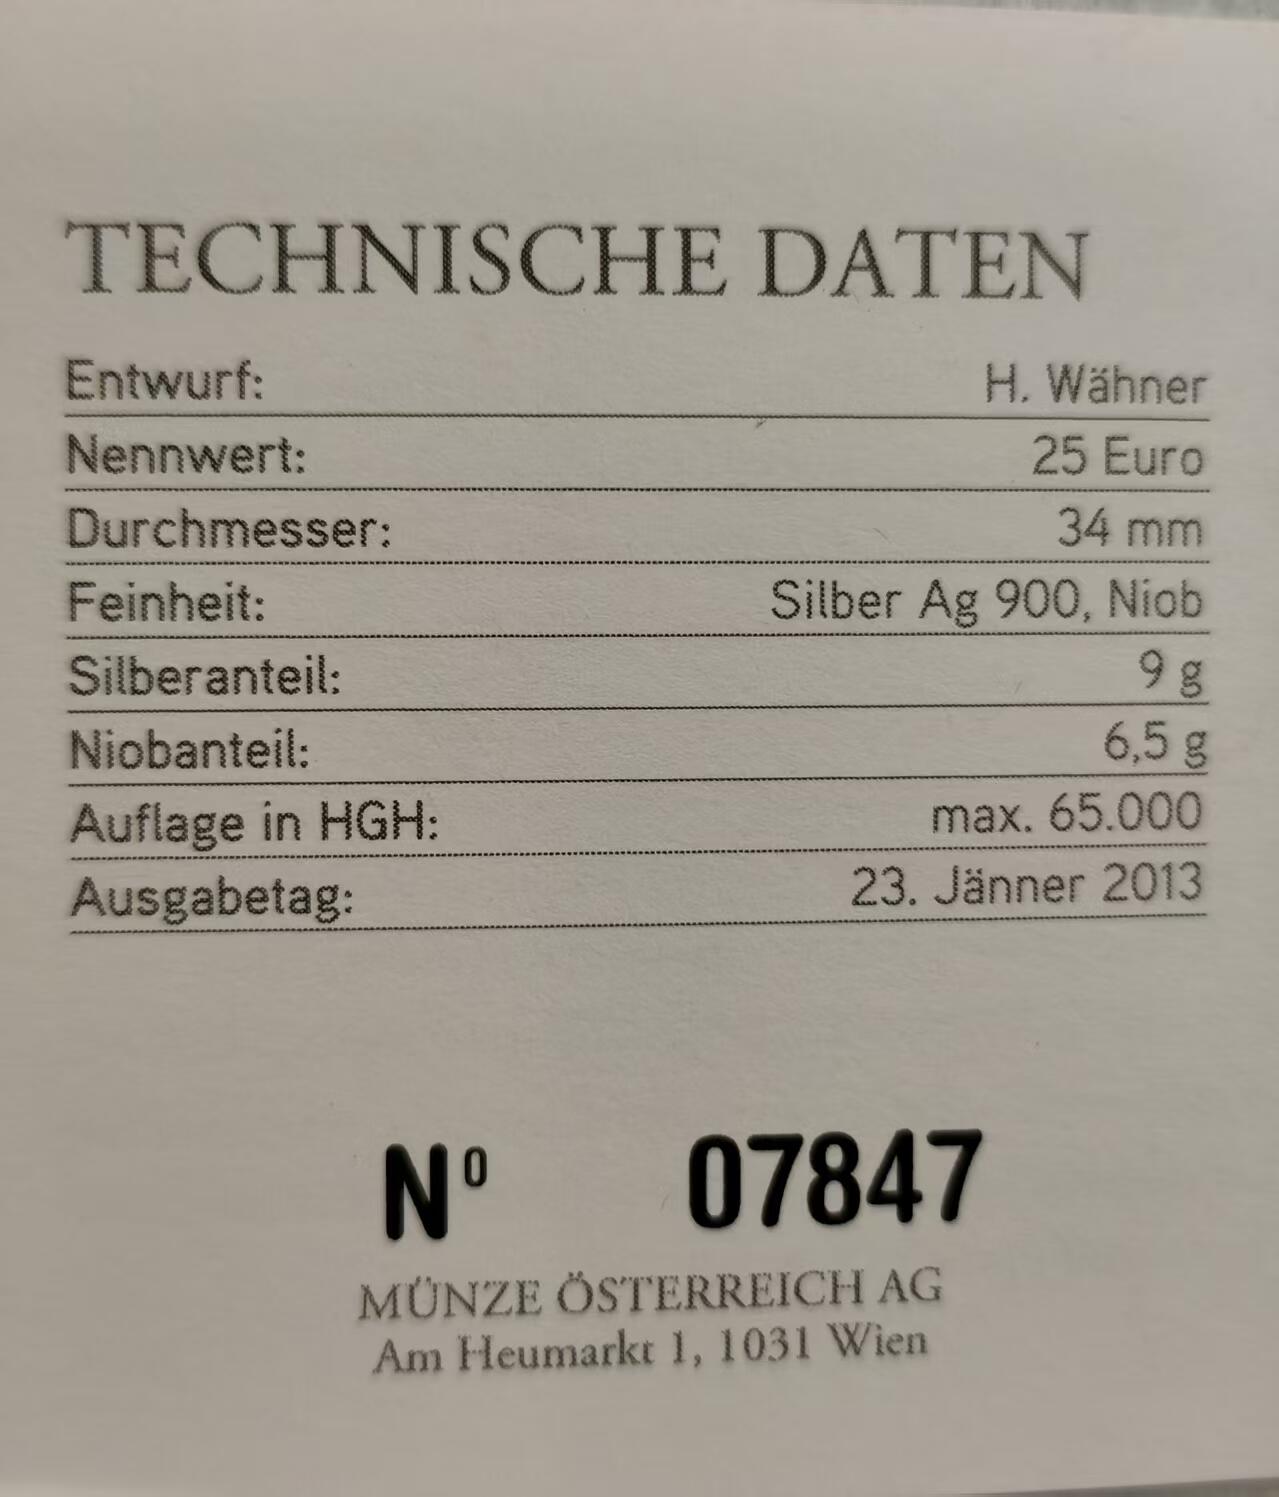 TECHNISCHE DATEN
Entwurf: H. Wähner
Nennwert: 25 Euro
Durchmesser: 34 mm
Feinheit: Silber Ag 900, Niob
Silberanteil: 9 g
Niobanteil: 6,5 g
Auflage in HGH: max. 65.000
Ausgabetag: 23. Jänner 2013
Nº 07847
MÜNZE ÖSTERREICH AG
Am Heumarkt 1, 1031 Wien